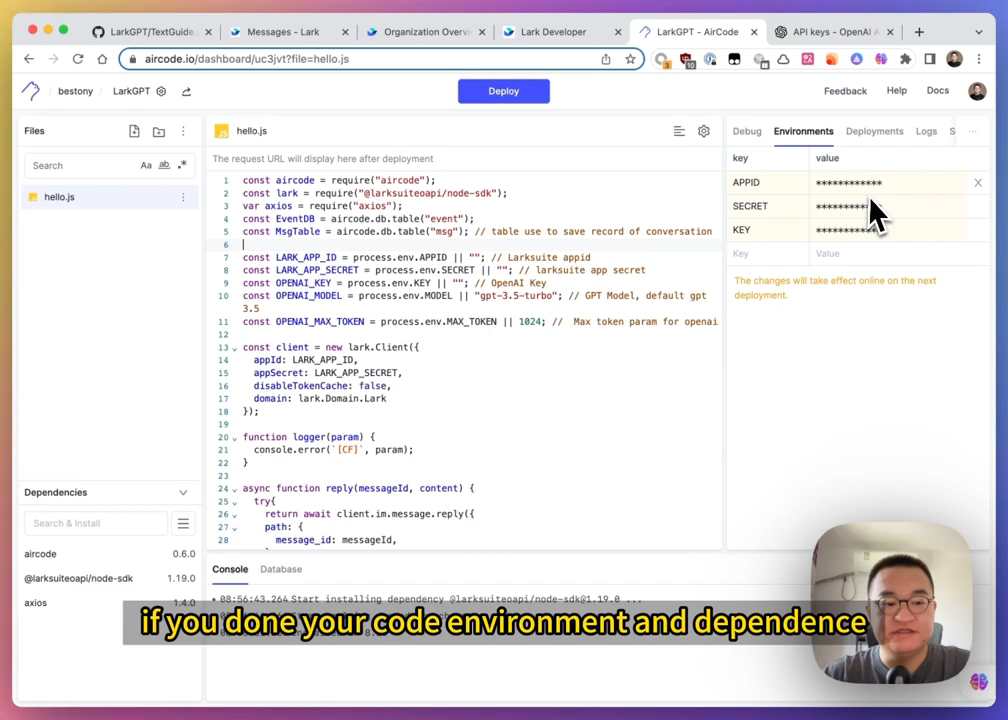 LarkGPT/TextGuide.
Messages - Lark
Organization Overvi
Lark Developer
LarkGPT - AirCode
API keys - OpenAI A
aircode.io/dashboard/uc3jvt?file=hello.js
bestony
LarkGPT
Deploy
Feedback
Help
Docs
Files
hello.js
Debug
Environments
Deployments
Logs
S
Search
Aa
ab
.*
The request URL will display here after deployment
key
value
hello.js
APPID
************
SECRET
KEY
Key
Value
The changes will take effect online on the next
deployment.
1 const aircode = require("aircode");
2 const lark = require("@larksuiteoapi/node-sdk");
3 var axios = require("axios");
4 const EventDB = aircode.db.table("event");
5 const MsgTable = aircode.db.table("msg"); // table use to save record of conversation
6
7 const LARK_APP_ID = process.env.APPID || ""; // Larksuite appid
8 const LARK_APP_SECRET = process.env.SECRET || ""; // larksuite app secret
9 const OPENAI_KEY = process.env.KEY || ""; // OpenAI Key
10 const OPENAI_MODEL = process.env.MODEL || "gpt-3.5-turbo"; // GPT Model, default gpt
3.5
11 const OPENAI_MAX_TOKEN = process.env.MAX_TOKEN || 1024; //  Max token param for openai
12
13 const client = new lark.Client({
14   appId: LARK_APP_ID,
15   appSecret: LARK_APP_SECRET,
16   disableTokenCache: false,
17   domain: lark.Domain.Lark
18 });
19
20 function logger(param) {
21   console.error(`[CF]`, param);
22 }
23
24 async function reply(messageId, content) {
25   try{
26     return await client.im.message.reply({
27     path: {
28       message_id: messageId,
Dependencies
Search & Install
aircode 0.6.0
@larksuiteoapi/node-sdk 1.19.0
axios 1.4.0
Console
Database
08:56:43.264 Start installing dependency @larksuiteoapi/node-sdk@1.19.0 ...
if you done your code environment and dependence